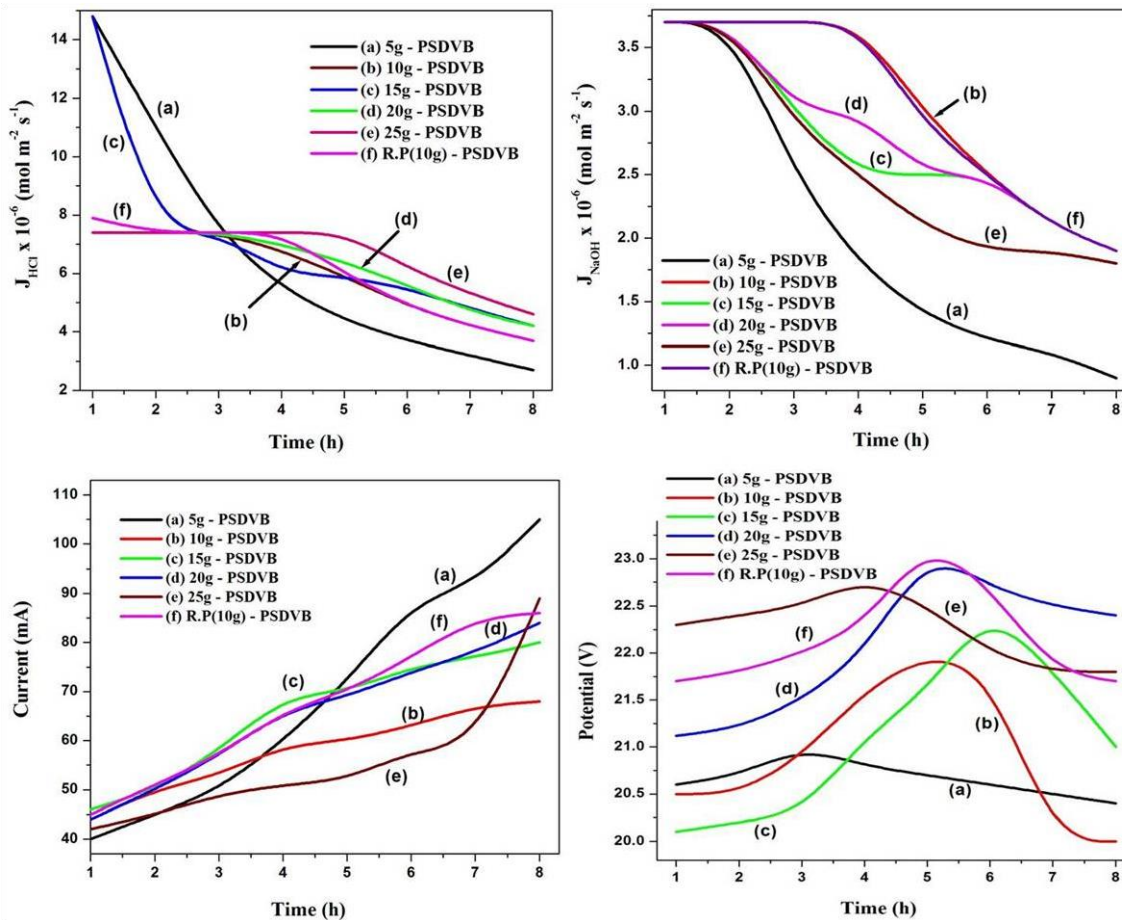 J_HCl x 10^-6 (mol m^-2 s^-1)
16
14
12
10
8
6
4
2
(a) 5g - PSDVB
(b) 10g - PSDVB
(c) 15g - PSDVB
(d) 20g - PSDVB
(e) 25g - PSDVB
(f) R.P(10g) - PSDVB
(a)
(c)
(f)
(d)
(e)
(b)
1 2 3 4 5 6 7 8
Time (h)
J_NaOH x 10^-6 (mol m^-2 s^-1)
3.5
3.0
2.5
2.0
1.5
1.0
(b)
(d)
(c)
(f)
(e)
(a)
(a) 5g - PSDVB
(b) 10g - PSDVB
(c) 15g - PSDVB
(d) 20g - PSDVB
(e) 25g - PSDVB
(f) R.P(10g) - PSDVB
1 2 3 4 5 6 7 8
Time (h)
Current (mA)
110
100
90
80
70
60
50
40
(a) 5g - PSDVB
(b) 10g - PSDVB
(c) 15g - PSDVB
(d) 20g - PSDVB
(e) 25g - PSDVB
(f) R.P(10g) - PSDVB
(a)
(f)
(d)
(c)
(b)
(e)
1 2 3 4 5 6 7 8
Time (h)
(a) 5g - PSDVB
(b) 10g - PSDVB
(c) 15g - PSDVB
(d) 20g - PSDVB
(e) 25g - PSDVB
(f) R.P(10g) - PSDVB
Potential (V)
23.0
22.5
22.0
21.5
21.0
20.5
20.0
(e)
(f)
(d)
(b)
(a)
(c)
1 2 3 4 5 6 7 8
Time (h)